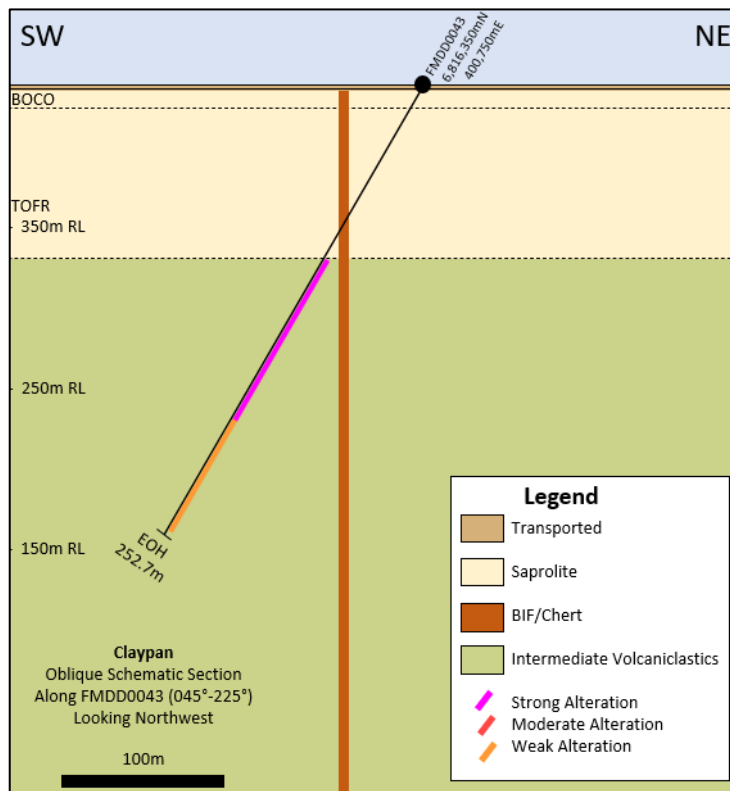 SW
NE
FMDD0043
6,816,350mN
400,750mE
BOCO
TOFR
350m RL
250m RL
150m RL
EOH
252.7m
Claypan
Oblique Schematic Section
Along FMDD0043 (045°-225°)
Looking Northwest
100m
Legend
Transported
Saprolite
BIF/Chert
Intermediate Volcaniclastics
Strong Alteration
Moderate Alteration
Weak Alteration